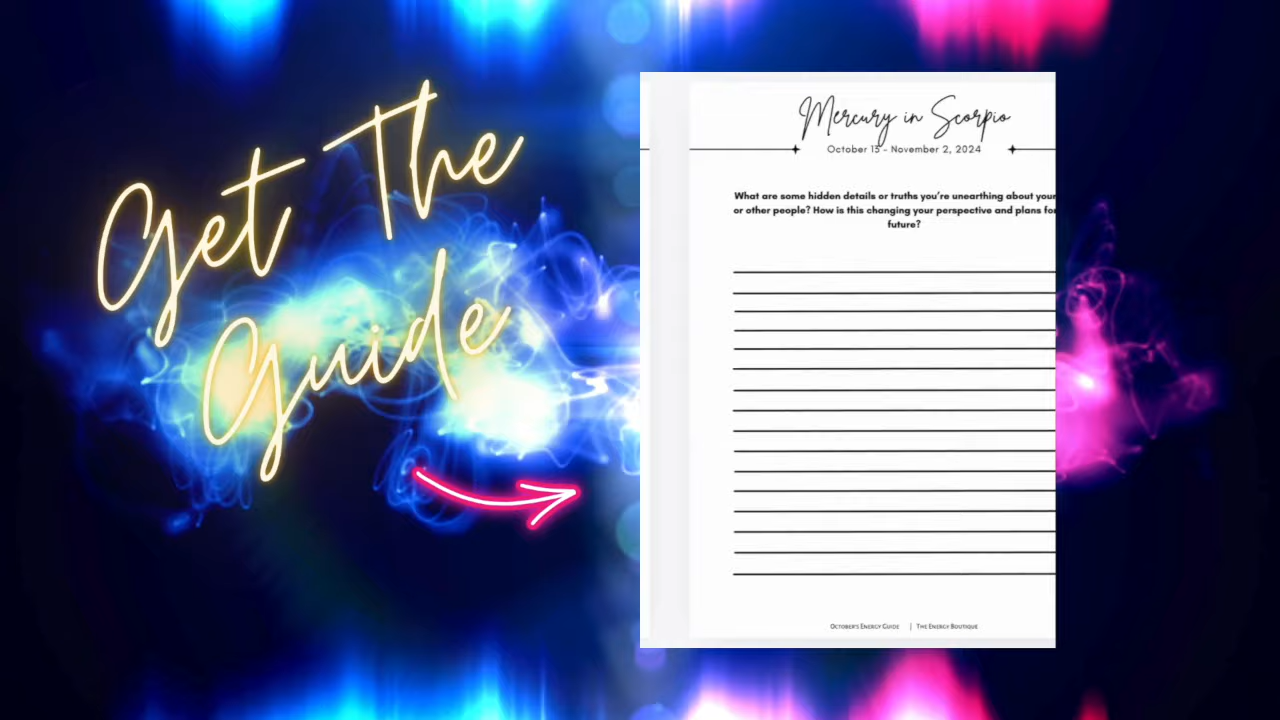 Get The
Guide
Mercury in Scorpio
October 15 - November 2, 2024
What are some hidden details or truths you're unearthing about your
or other people? How is this changing your perspective and plans for
future?
October's Energy Guide | The Energy Boutique